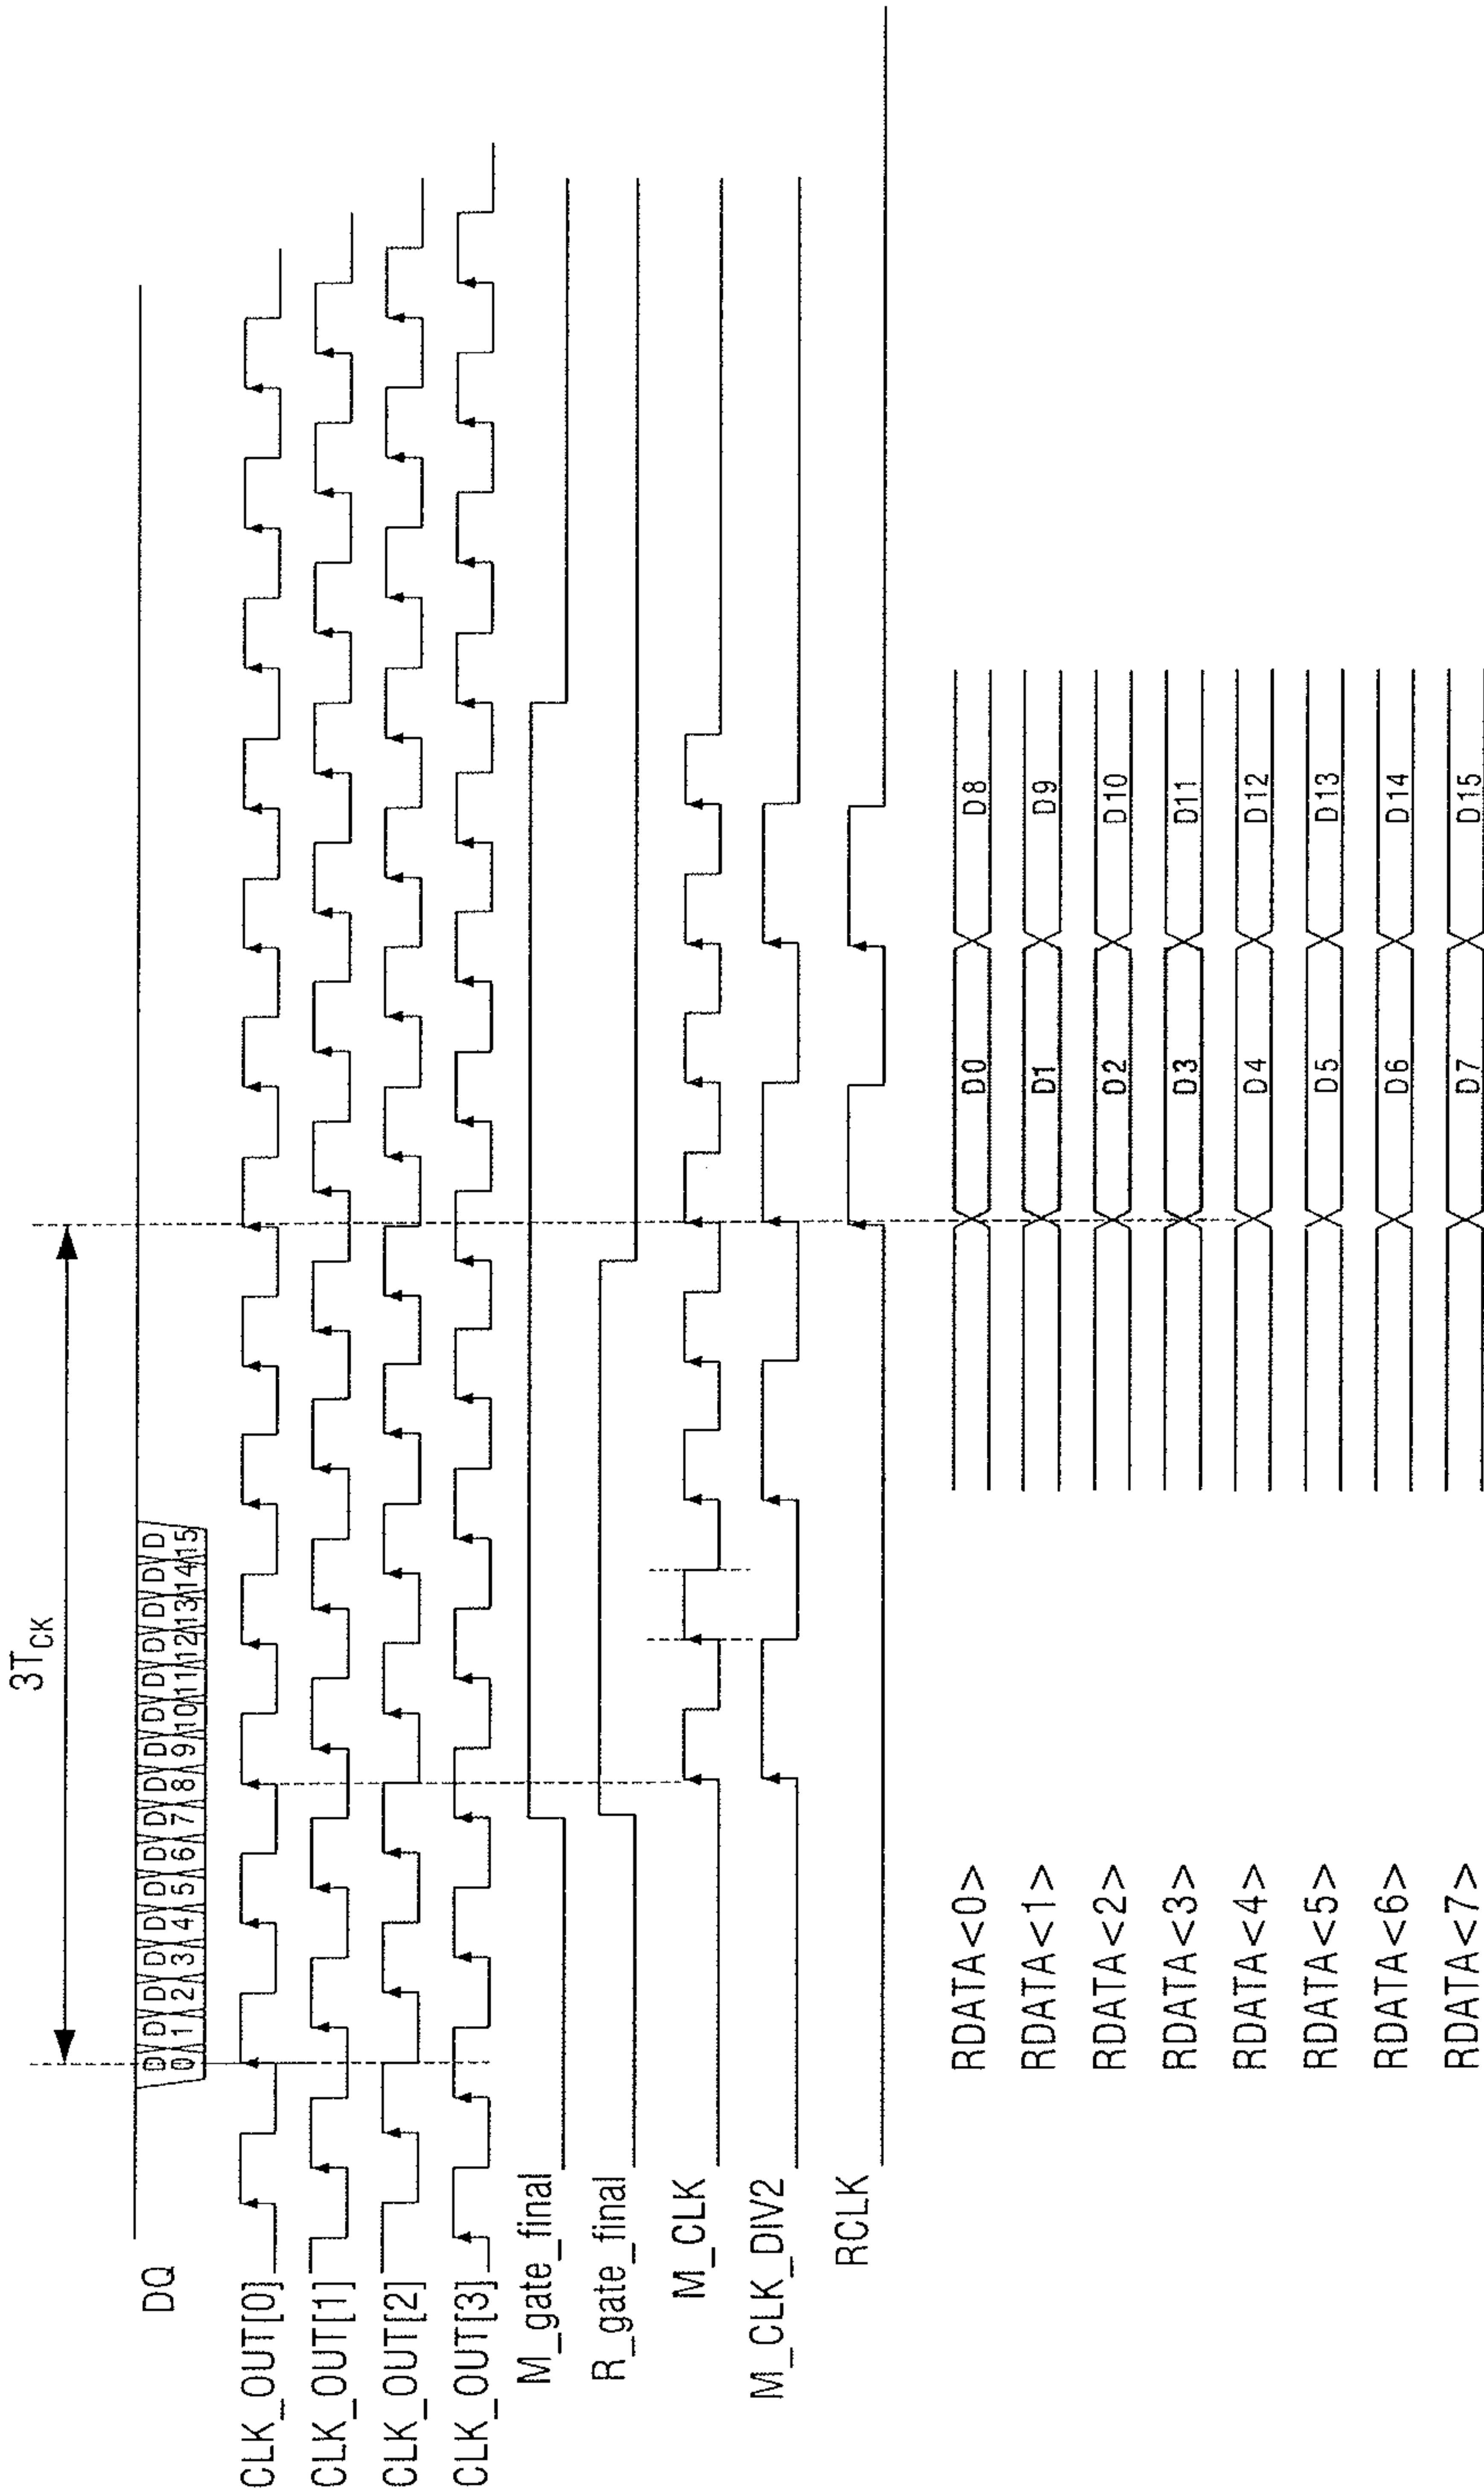 3T_CK
DQ D0 D1 D2 D3 D4 D5 D6 D7 D8 D9 D10 D11 D12 D13 D14 D15
CLK_OUT[0]
CLK_OUT[1]
CLK_OUT[2]
CLK_OUT[3]
M_gate_final
R_gate_final
M_CLK
M_CLK_DIV2
RCLK
RDATA<0> D0 D8
RDATA<1> D1 D9
RDATA<2> D2 D10
RDATA<3> D3 D11
RDATA<4> D4 D12
RDATA<5> D5 D13
RDATA<6> D6 D14
RDATA<7> D7 D15